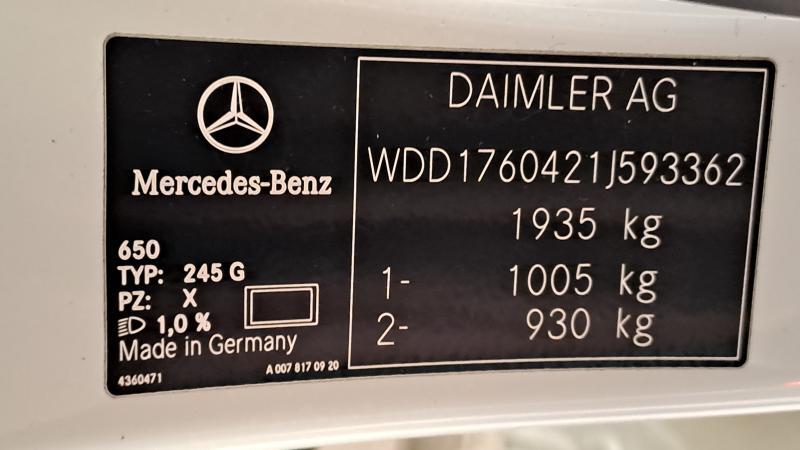 Mercedes-Benz
650
TYP: 245 G
PZ: X
1,0 %
Made in Germany
4360471
A 007 817 09 20
DAIMLER AG
WDD1760421J593362
1935 kg
1- 1005 kg
2- 930 kg